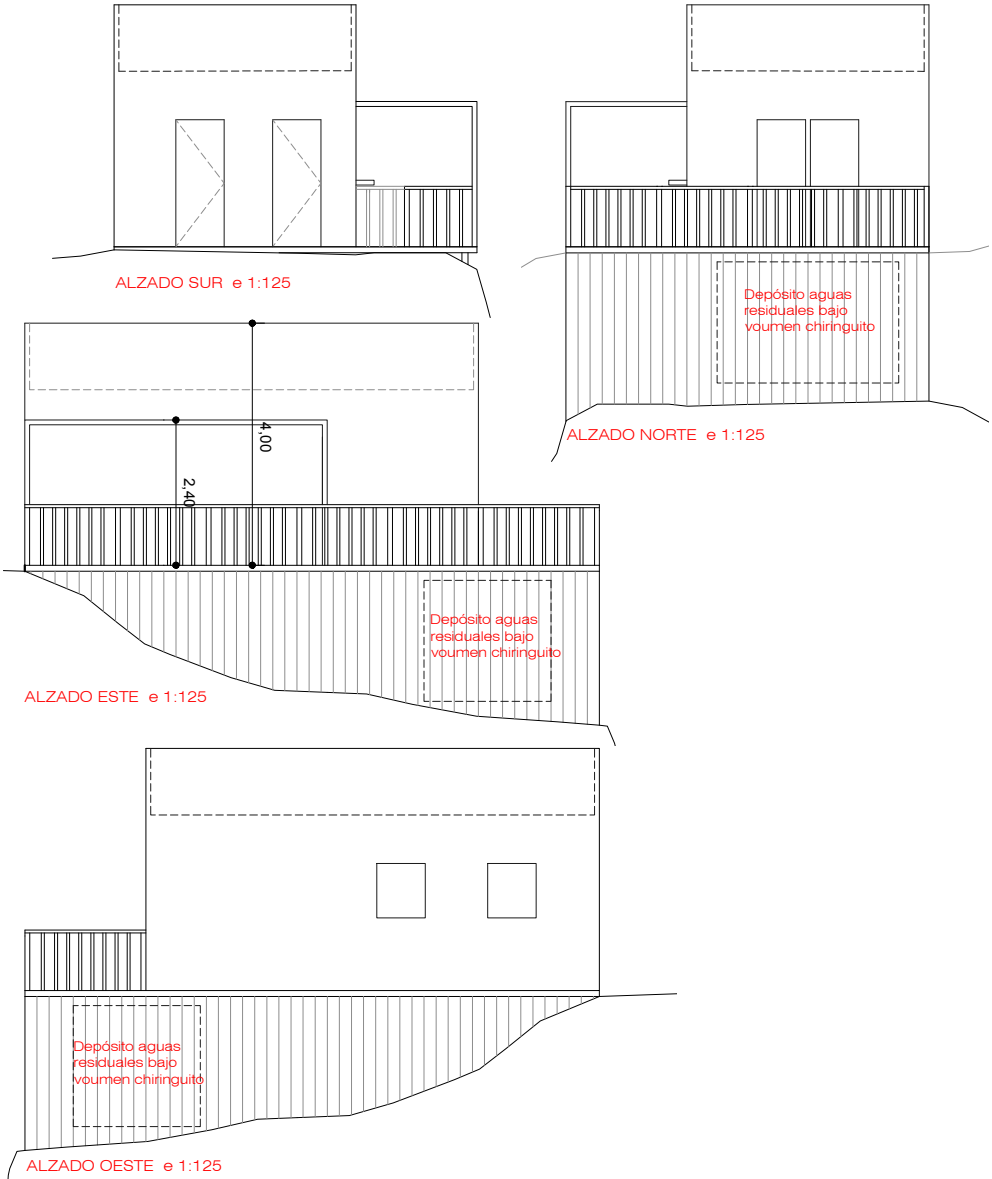 ALZADO SUR e 1:125
Depósito aguas
residuales bajo
voumen chiringuito
ALZADO NORTE e 1:125
4,00
2,40
Depósito aguas
residuales bajo
voumen chiringuito
ALZADO ESTE e 1:125
Depósito aguas
residuales bajo
voumen chiringuito
ALZADO OESTE e 1:125